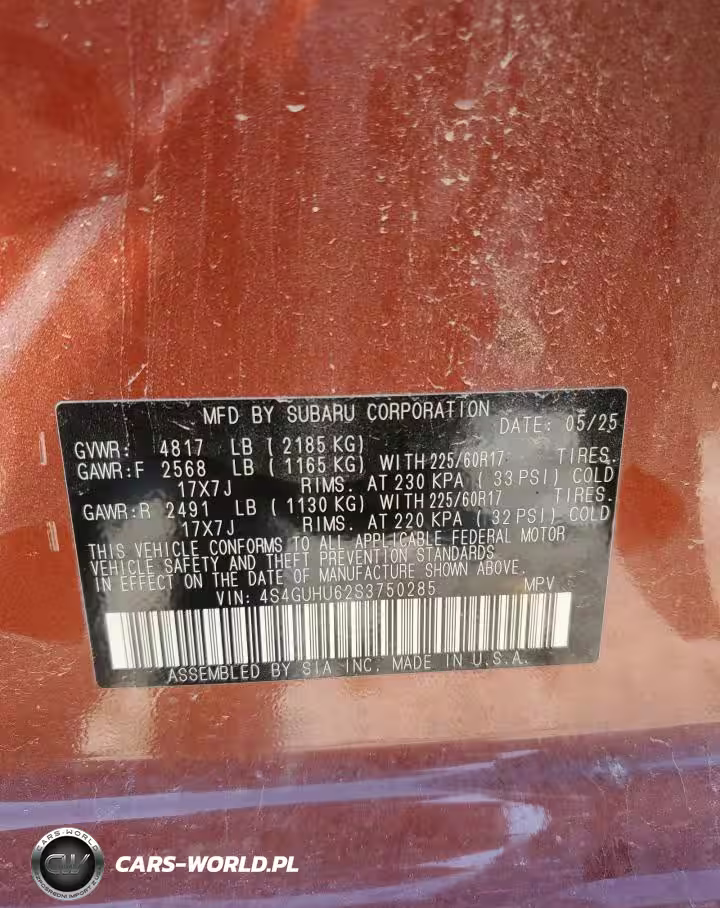 MFD BY SUBARU CORPORATION DATE: 05/25
GVWR: 4817 LB ( 2185 KG)
GAWR:F 2568 LB ( 1165 KG) WITH 225/60R17 TIRES.
17X7J RIMS. AT 230 KPA ( 33 PSI) COLD
GAWR:R 2491 LB ( 1130 KG) WITH 225/60R17 TIRES.
17X7J RIMS. AT 220 KPA ( 32 PSI) COLD
THIS VEHICLE CONFORMS TO ALL APPLICABLE FEDERAL MOTOR
VEHICLE SAFETY AND THEFT PREVENTION STANDARDS
IN EFFECT ON THE DATE OF MANUFACTURE SHOWN ABOVE.
VIN: 4S4GUHU62S3750285 MPV
ASSEMBLED BY SIA INC. MADE IN U.S.A.
CARS-WORLD
CW
CARS-WORLD.PL